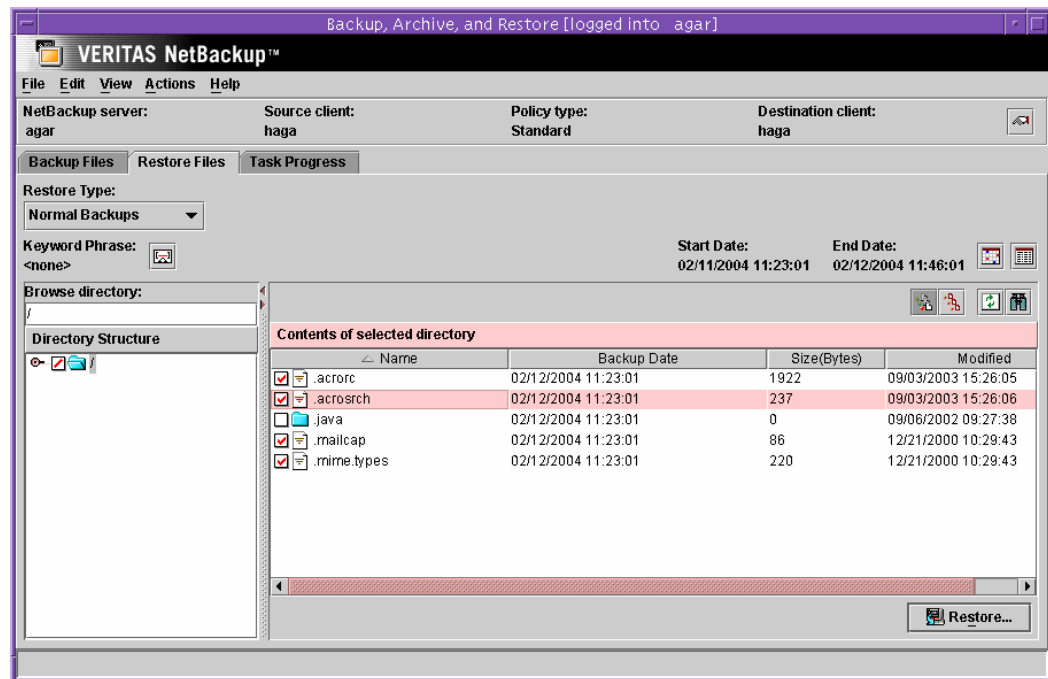 Backup, Archive, and Restore [logged into agar]
VERITAS NetBackup™
File Edit View Actions Help
NetBackup server: Source client: Policy type: Destination client:
agar haga Standard haga
Backup Files Restore Files Task Progress
Restore Type:
Normal Backups
Keyword Phrase: Start Date: End Date:
<none> 02/11/2004 11:23:01 02/12/2004 11:46:01
Browse directory:
/
Directory Structure Contents of selected directory
/ Name Backup Date Size(Bytes) Modified
.acrorc 02/12/2004 11:23:01 1922 09/03/2003 15:26:05
.acrosrch 02/12/2004 11:23:01 237 09/03/2003 15:26:06
.java 02/12/2004 11:23:01 0 09/06/2002 09:27:38
.mailcap 02/12/2004 11:23:01 86 12/21/2000 10:29:43
.mime.types 02/12/2004 11:23:01 220 12/21/2000 10:29:43
Restore...